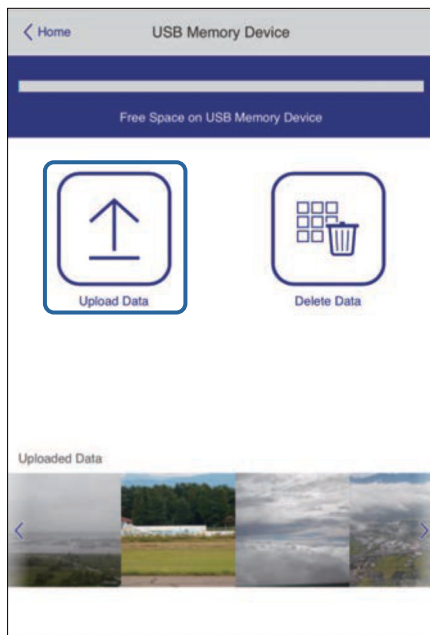 Home
USB Memory Device
Free Space on USB Memory Device
Upload Data
Delete Data
Uploaded Data